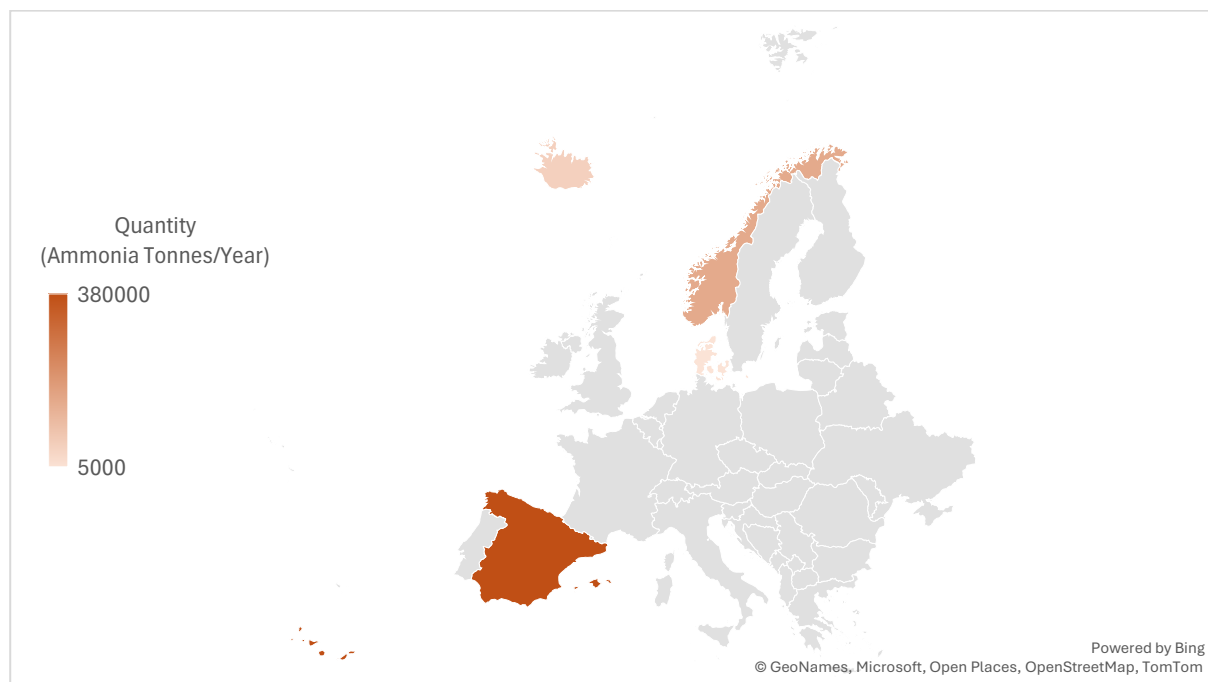 Quantity
(Ammonia Tonnes/Year)
380000
5000
Powered by Bing
© GeoNames, Microsoft, Open Places, OpenStreetMap, TomTom